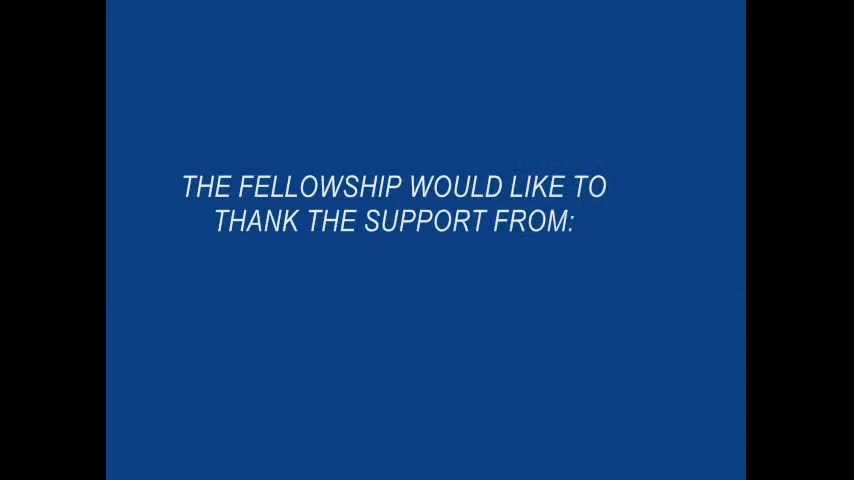 THE FELLOWSHIP WOULD LIKE TO
THANK THE SUPPORT FROM: